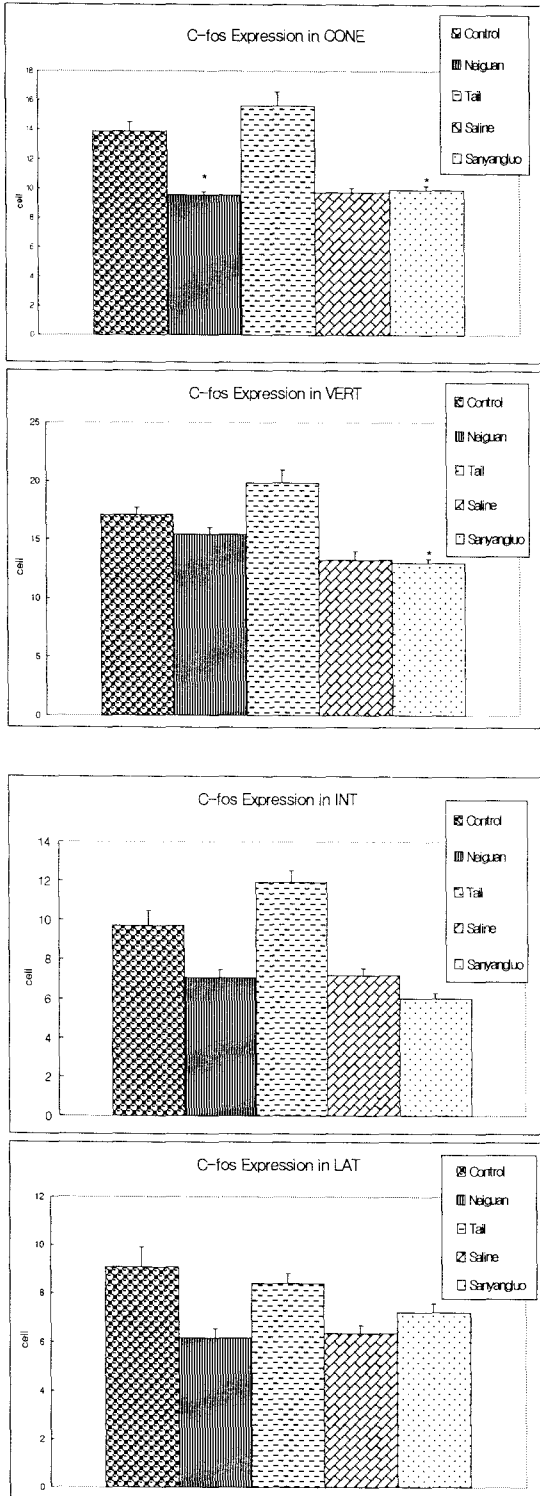 C-fos Expression in CONE
Control
Neiguan
Tail
Saline
Sanyangluo
18
16
14
12
10
8
6
4
2
0
cell
*
*
C-fos Expression in VERT
Control
Neiguan
Tail
Saline
Sanyangluo
25
20
15
10
5
0
cell
*
C-fos Expression in INT
Control
Neiguan
Tail
Saline
Sanyangluo
14
12
10
8
6
4
2
0
cell
C-fos Expression in LAT
Control
Neiguan
Tail
Saline
Sanyangluo
12
10
8
6
4
2
0
cell